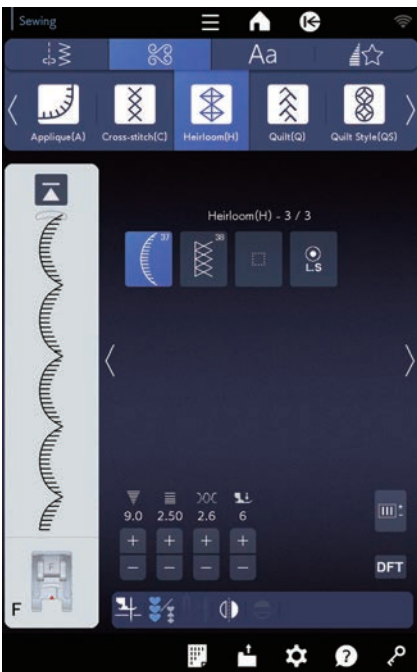 Sewing
Aa
Applique(A) Cross-stitch(C) Heirloom(H) Quilt(Q) Quilt Style(QS)
Heirloom(H) - 3 / 3
37 38 L.S
9.0 2.50 2.6 6
+ + + +
− − − −
DFT
F
?